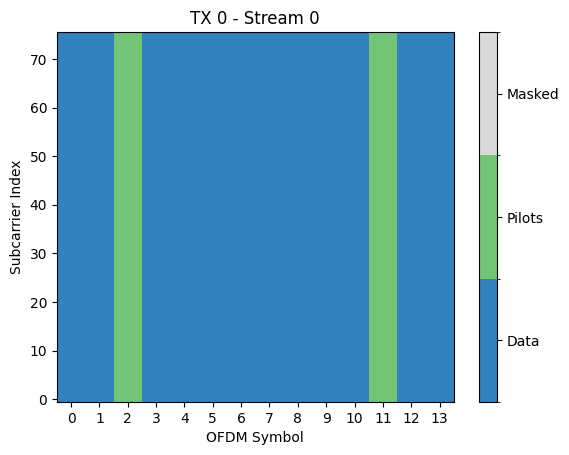 TX 0 - Stream 0
Subcarrier Index
70
60
50
40
30
20
10
0
0 1 2 3 4 5 6 7 8 9 10 11 12 13
OFDM Symbol
Masked
Pilots
Data